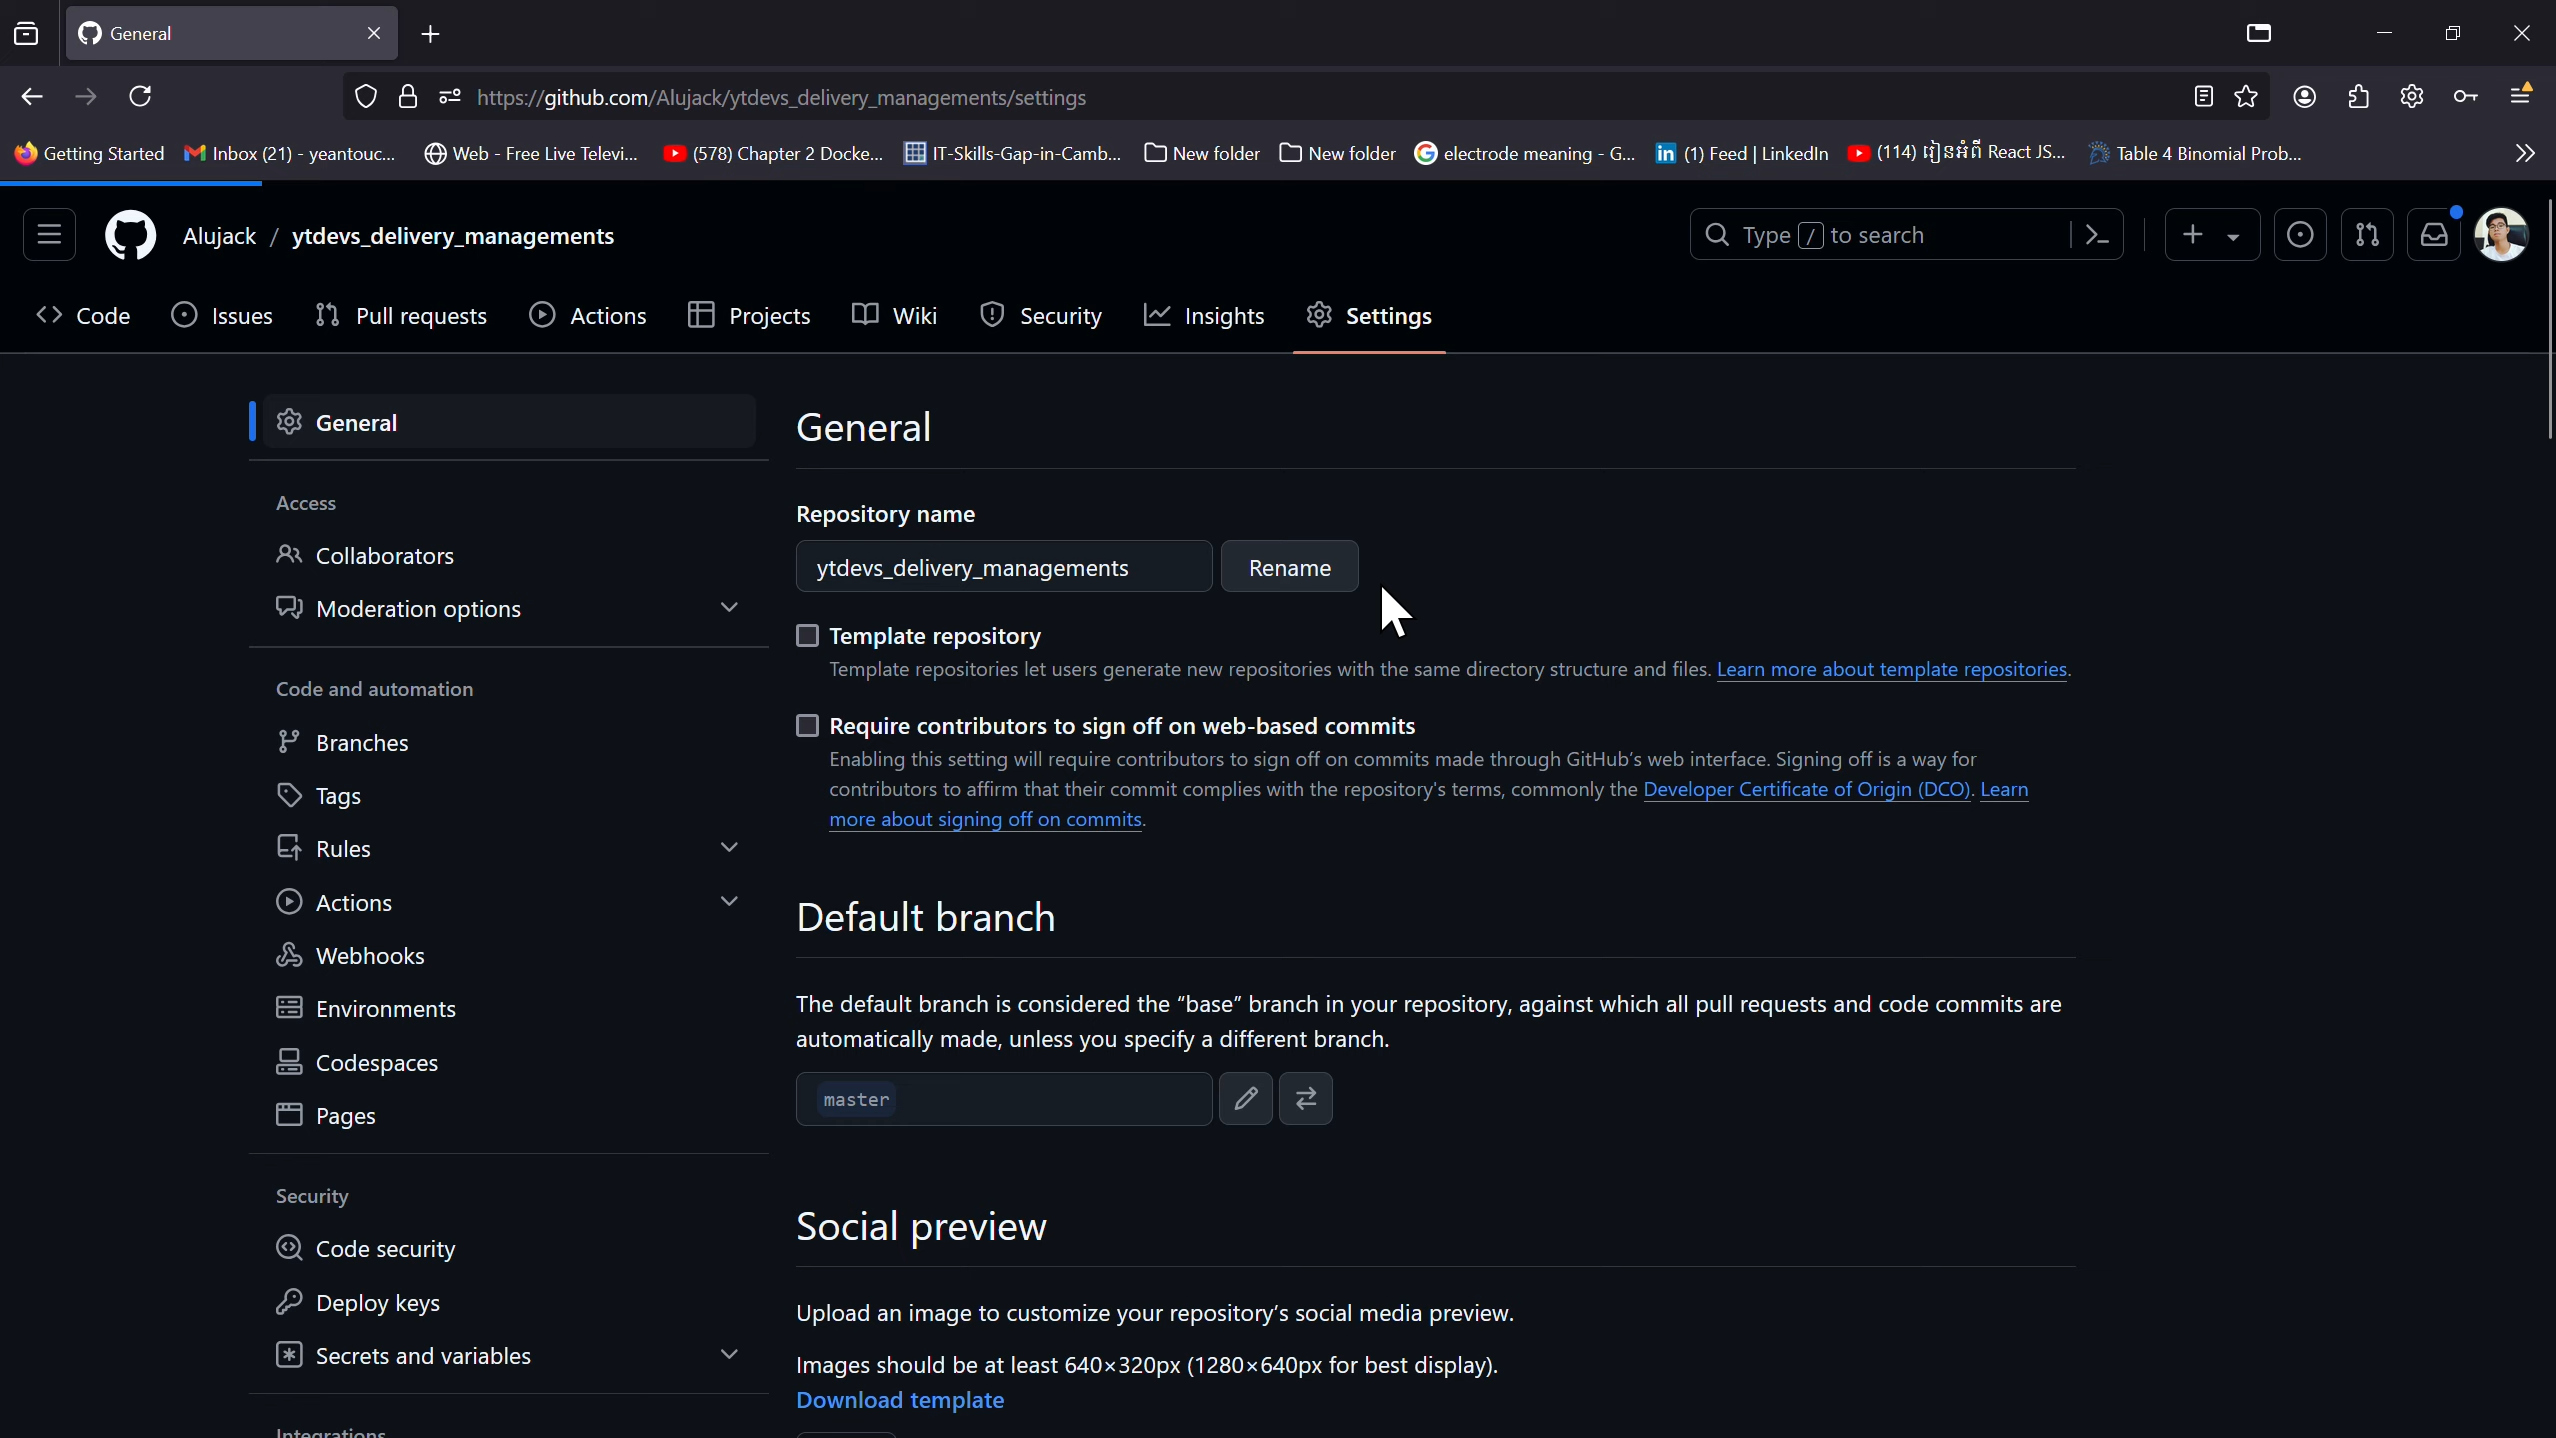 General
https://github.com/Alujack/ytdevs_delivery_managements/settings
Getting Started Inbox (21) - yeantouc... Web - Free Live Televi... (578) Chapter 2 Docke... IT-Skills-Gap-in-Camb... New folder New folder electrode meaning - G... (1) Feed | LinkedIn (114) រៀនអំពី React JS... Table 4 Binomial Prob...
Alujack / ytdevs_delivery_managements
Type / to search
Code Issues Pull requests Actions Projects Wiki Security Insights Settings
General
Access
Collaborators
Moderation options
Code and automation
Branches
Tags
Rules
Actions
Webhooks
Environments
Codespaces
Pages
Security
Code security
Deploy keys
Secrets and variables
Integrations
General
Repository name
ytdevs_delivery_managements Rename
Template repository
Template repositories let users generate new repositories with the same directory structure and files. Learn more about template repositories.
Require contributors to sign off on web-based commits
Enabling this setting will require contributors to sign off on commits made through GitHub's web interface. Signing off is a way for
contributors to affirm that their commit complies with the repository's terms, commonly the Developer Certificate of Origin (DCO). Learn
more about signing off on commits.
Default branch
The default branch is considered the “base” branch in your repository, against which all pull requests and code commits are
automatically made, unless you specify a different branch.
master
Social preview
Upload an image to customize your repository’s social media preview.
Images should be at least 640×320px (1280×640px for best display).
Download template